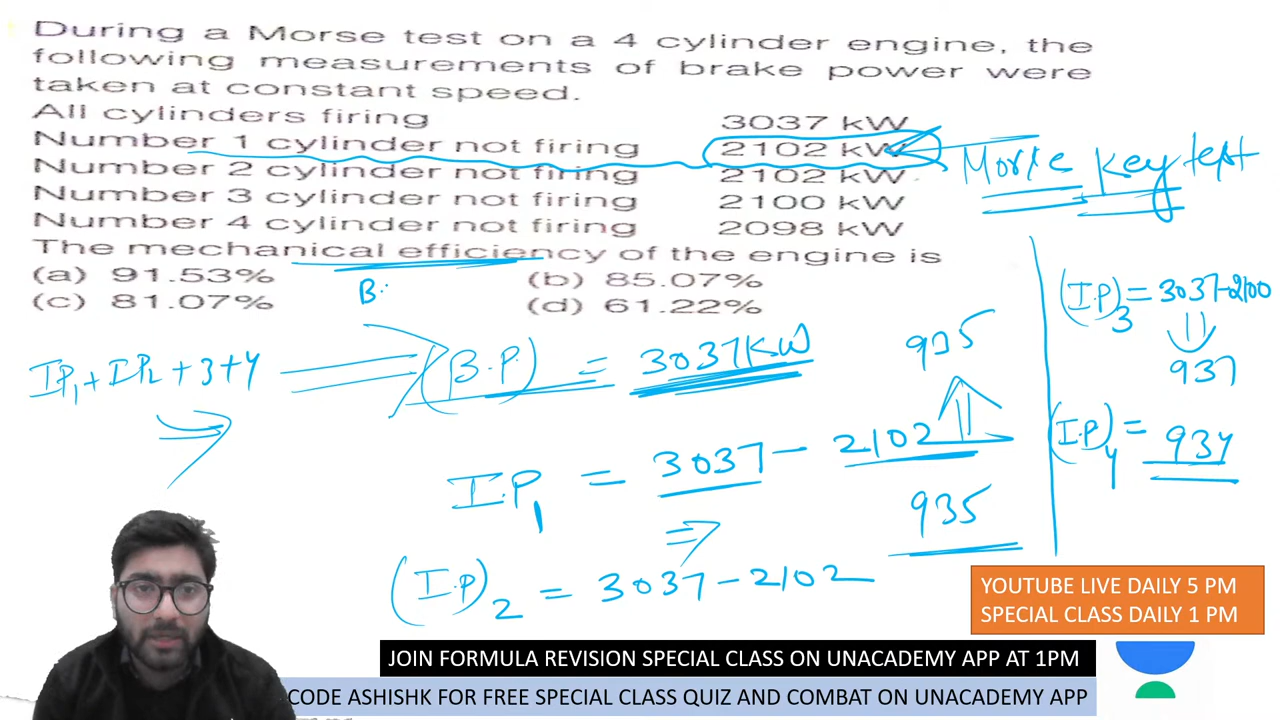 During a Morse test on a 4 cylinder engine, the
following measurements of brake power were
taken at constant speed.
All cylinders firing 3037 kW
Number 1 cylinder not firing 2102 kW
Number 2 cylinder not firing 2102 kW
Number 3 cylinder not firing 2100 kW
Number 4 cylinder not firing 2098 kW
The mechanical efficiency of the engine is
(a) 91.53% (b) 85.07%
(c) 81.07% (d) 61.22%
Morse key test
B.
IP1 + IP2 + 3 + 4
(B.P) = 3037KW
935
I.P1 = 3037 - 2102
935
(I.P)2 = 3037 - 2102
(I.P)3 = 3037-2100
937
(I.P)4 =
YOUTUBE LIVE DAILY 5 PM
SPECIAL CLASS DAILY 1 PM
JOIN FORMULA REVISION SPECIAL CLASS ON UNACADEMY APP AT 1PM
CODE ASHISHK FOR FREE SPECIAL CLASS QUIZ AND COMBAT ON UNACADEMY APP